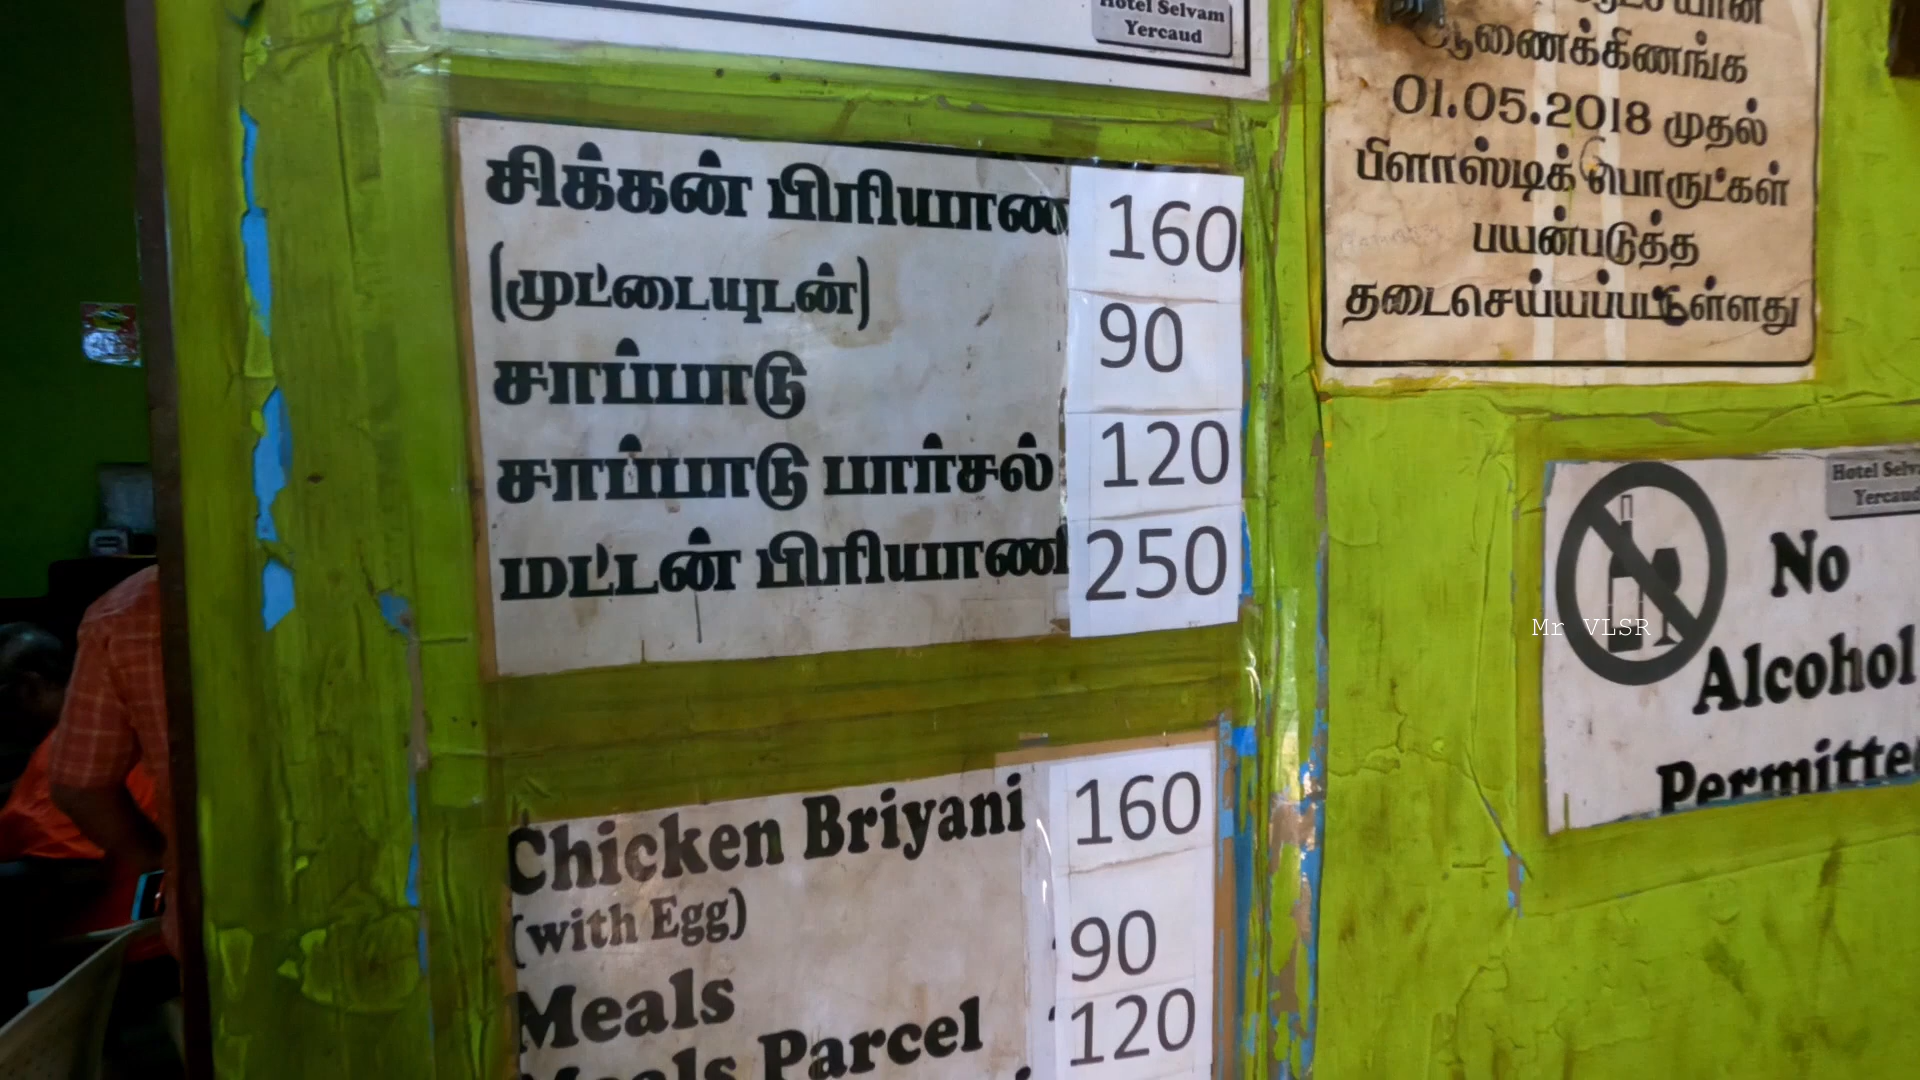 Hotel Selvam
Yercaud
சிக்கன் பிரியாண 160
(முட்டையுடன்)
சாப்பாடு 90
சாப்பாடு பார்சல் 120
மட்டன் பிரியாணி 250
Chicken Briyani 160
(with Egg)
Meals 90
Meals Parcel 120
ஆணைக்கிணங்க
01.05.2018 முதல்
பிளாஸ்டிக் பொருட்கள்
பயன்படுத்த
தடைசெய்யப்பட்டுள்ளது
Hotel Selva
Yercaud
No
Alcohol
Permitte
Mr VLSR